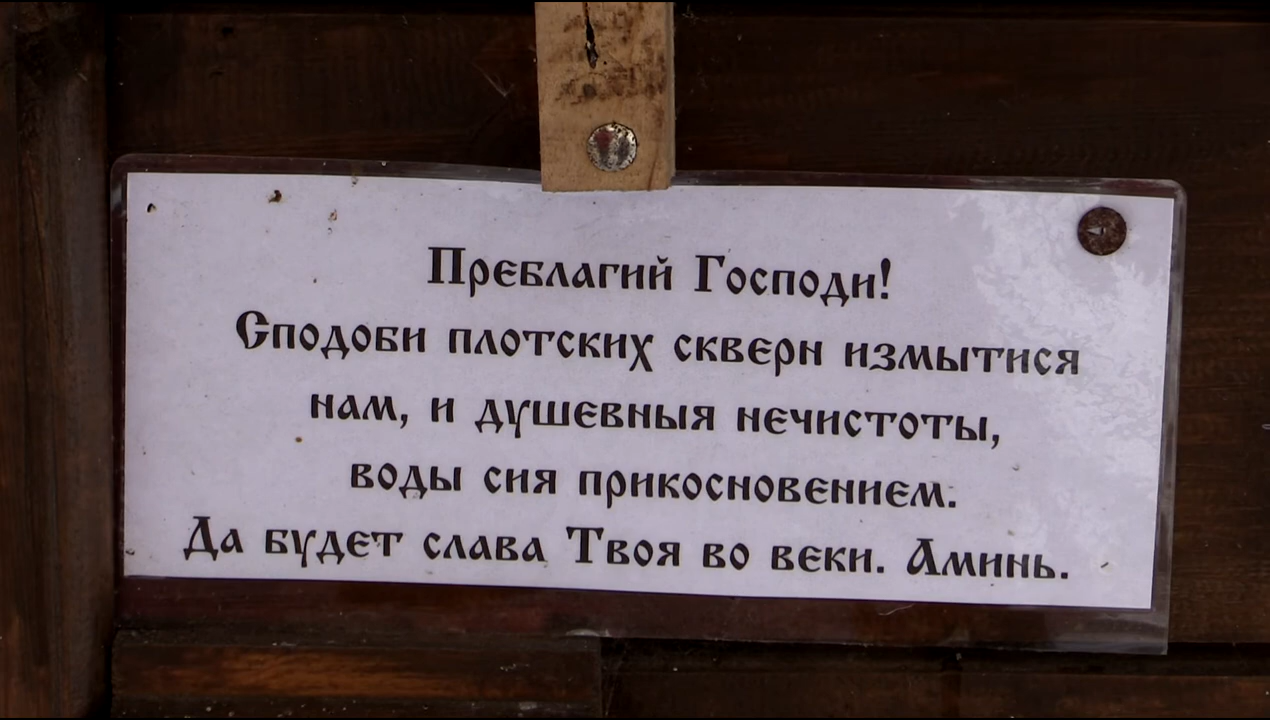 Преблагий Господи!
Сподоби плотских скверн измытися
нам, и душевныя нечистоты,
воды сия прикосновением.
Да будет слава Твоя во веки. Аминь.